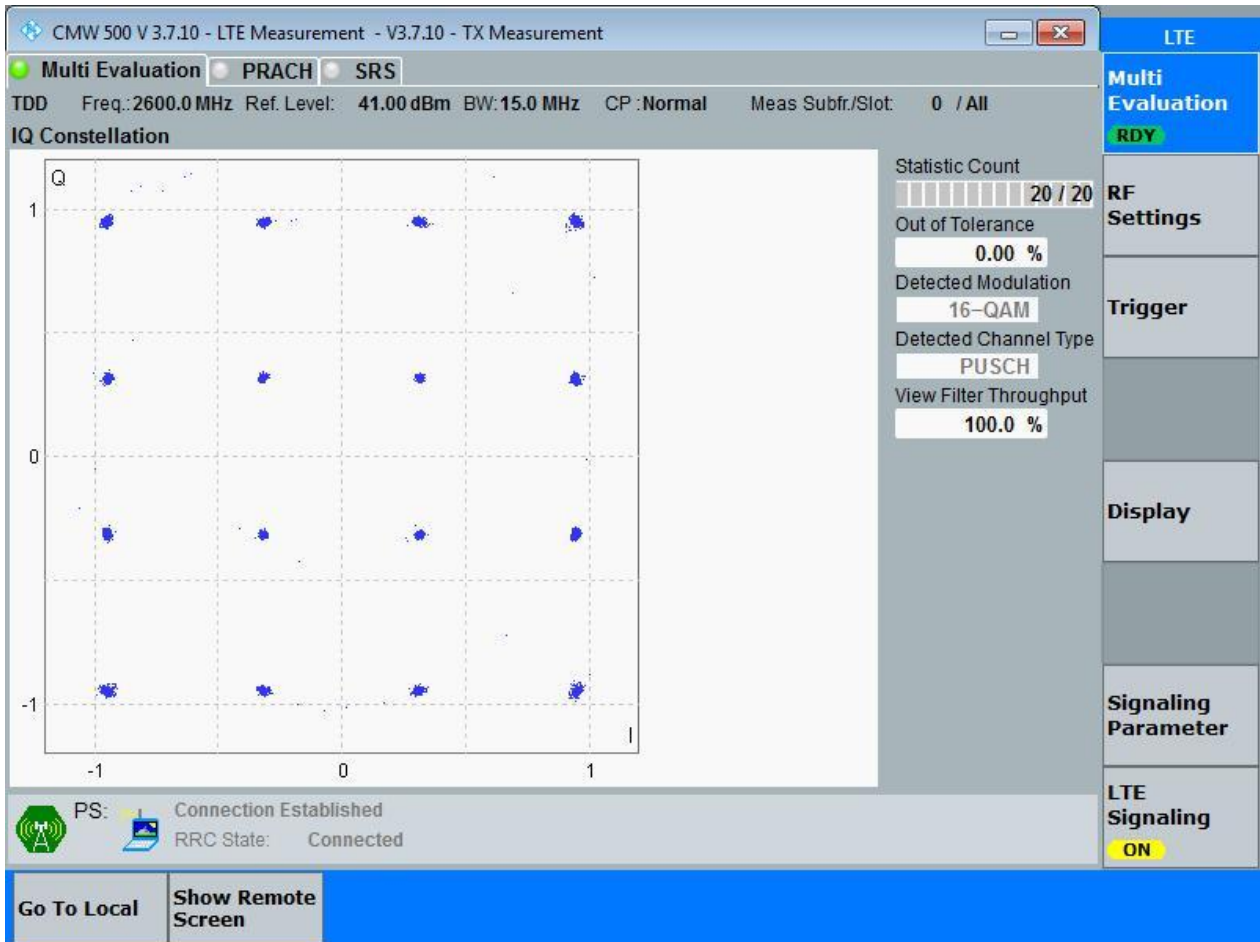 CMW 500 V 3.7.10 - LTE Measurement - V3.7.10 - TX Measurement
LTE
Multi Evaluation PRACH SRS
Multi
Evaluation
RDY
TDD Freq.: 2600.0 MHz Ref. Level: 41.00 dBm BW: 15.0 MHz CP : Normal Meas Subfr./Slot: 0 / All
IQ Constellation
Q
1
0
-1
I
-1 0 1
Statistic Count
20 / 20
Out of Tolerance
0.00 %
Detected Modulation
16-QAM
Detected Channel Type
PUSCH
View Filter Throughput
100.0 %
RF
Settings
Trigger
Display
Signaling
Parameter
LTE
Signaling
ON
PS: Connection Established
RRC State: Connected
Go To Local
Show Remote
Screen